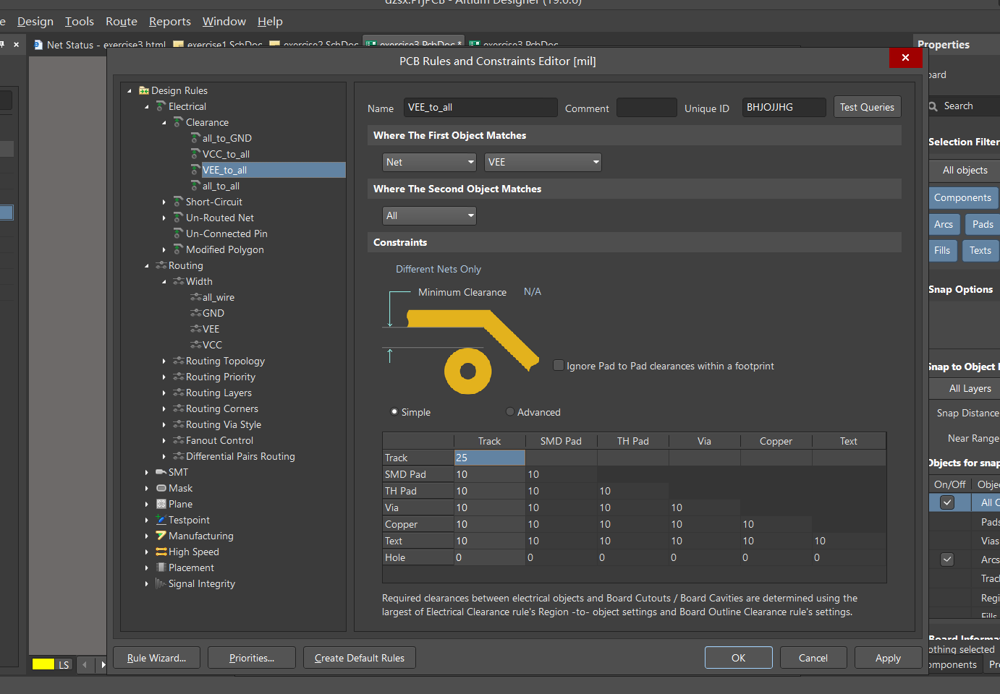 dzsx.PrjPCB - Altium Designer (19.0.6)
e Design Tools Route Reports Window Help
Net Status - exercise3.html exercise1.SchDoc exercise2.SchDoc exercise3.PcbDoc * exercise3.PcbDoc
Properties
PCB Rules and Constraints Editor [mil]
oard
Search
Selection Filter
All objects
Components
Arcs Pads
Fills Texts
Snap Options
Snap to Object
All Layers
Snap Distance
Near Range
Objects for snap
On/Off Objec
All C
Pads
Vias
Arcs
Track
Regi
Fills
Board Informa
othing selected
omponents Pr
Design Rules
Electrical
Clearance
all_to_GND
VCC_to_all
VEE_to_all
all_to_all
Short-Circuit
Un-Routed Net
Un-Connected Pin
Modified Polygon
Routing
Width
all_wire
GND
VEE
VCC
Routing Topology
Routing Priority
Routing Layers
Routing Corners
Routing Via Style
Fanout Control
Differential Pairs Routing
SMT
Mask
Plane
Testpoint
Manufacturing
High Speed
Placement
Signal Integrity
Name VEE_to_all Comment Unique ID BHJOJJHG Test Queries
Where The First Object Matches
Net VEE
Where The Second Object Matches
All
Constraints
Different Nets Only
Minimum Clearance N/A
Ignore Pad to Pad clearances within a footprint
Simple Advanced
Track SMD Pad TH Pad Via Copper Text
Track 25
SMD Pad 10 10
TH Pad 10 10 10
Via 10 10 10 10
Copper 10 10 10 10 10
Text 10 10 10 10 10 10
Hole 0 0 0 0 0 0
Required clearances between electrical objects and Board Cutouts / Board Cavities are determined using the
largest of Electrical Clearance rule's Region -to- object settings and Board Outline Clearance rule's settings.
Rule Wizard... Priorities... Create Default Rules OK Cancel Apply
LS